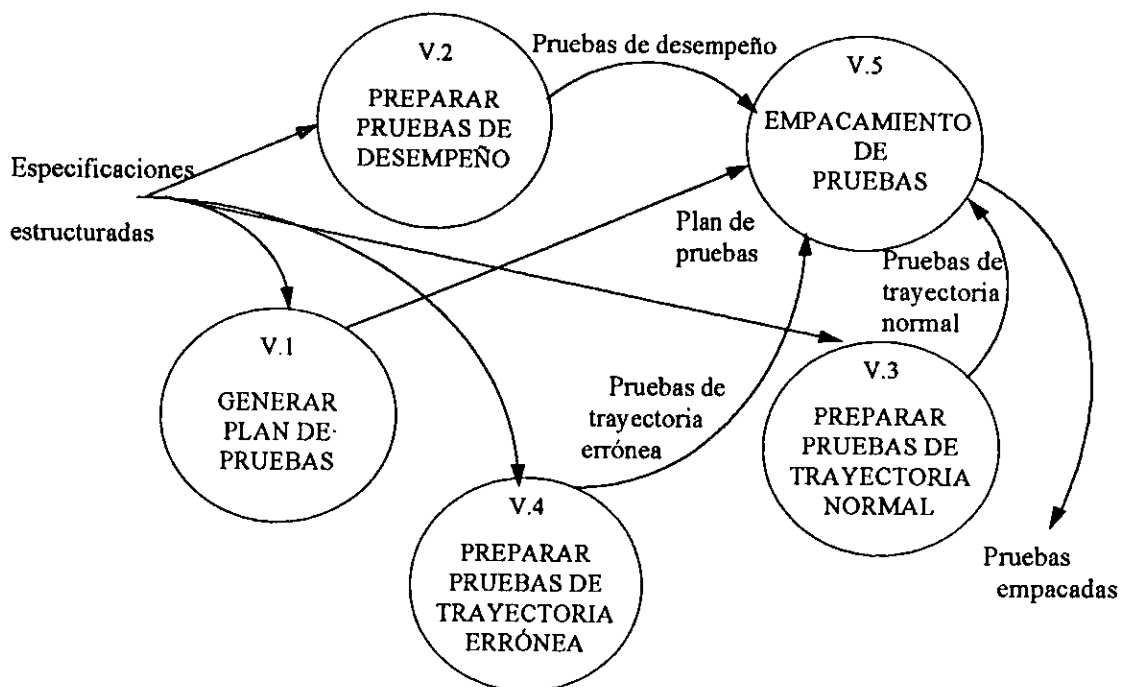 V.2
PREPARAR
PRUEBAS DE
DESEMPEÑO
Pruebas de desempeño
V.5
EMPACAMIENTO
DE
PRUEBAS
Especificaciones
estructuradas
Plan de
pruebas
Pruebas de
trayectoria
normal
V.1
GENERAR
PLAN DE
PRUEBAS
Pruebas de
trayectoria
errónea
V.3
PREPARAR
PRUEBAS DE
TRAYECTORIA
NORMAL
V.4
PREPARAR
PRUEBAS DE
TRAYECTORIA
ERRÓNEA
Pruebas
empacadas